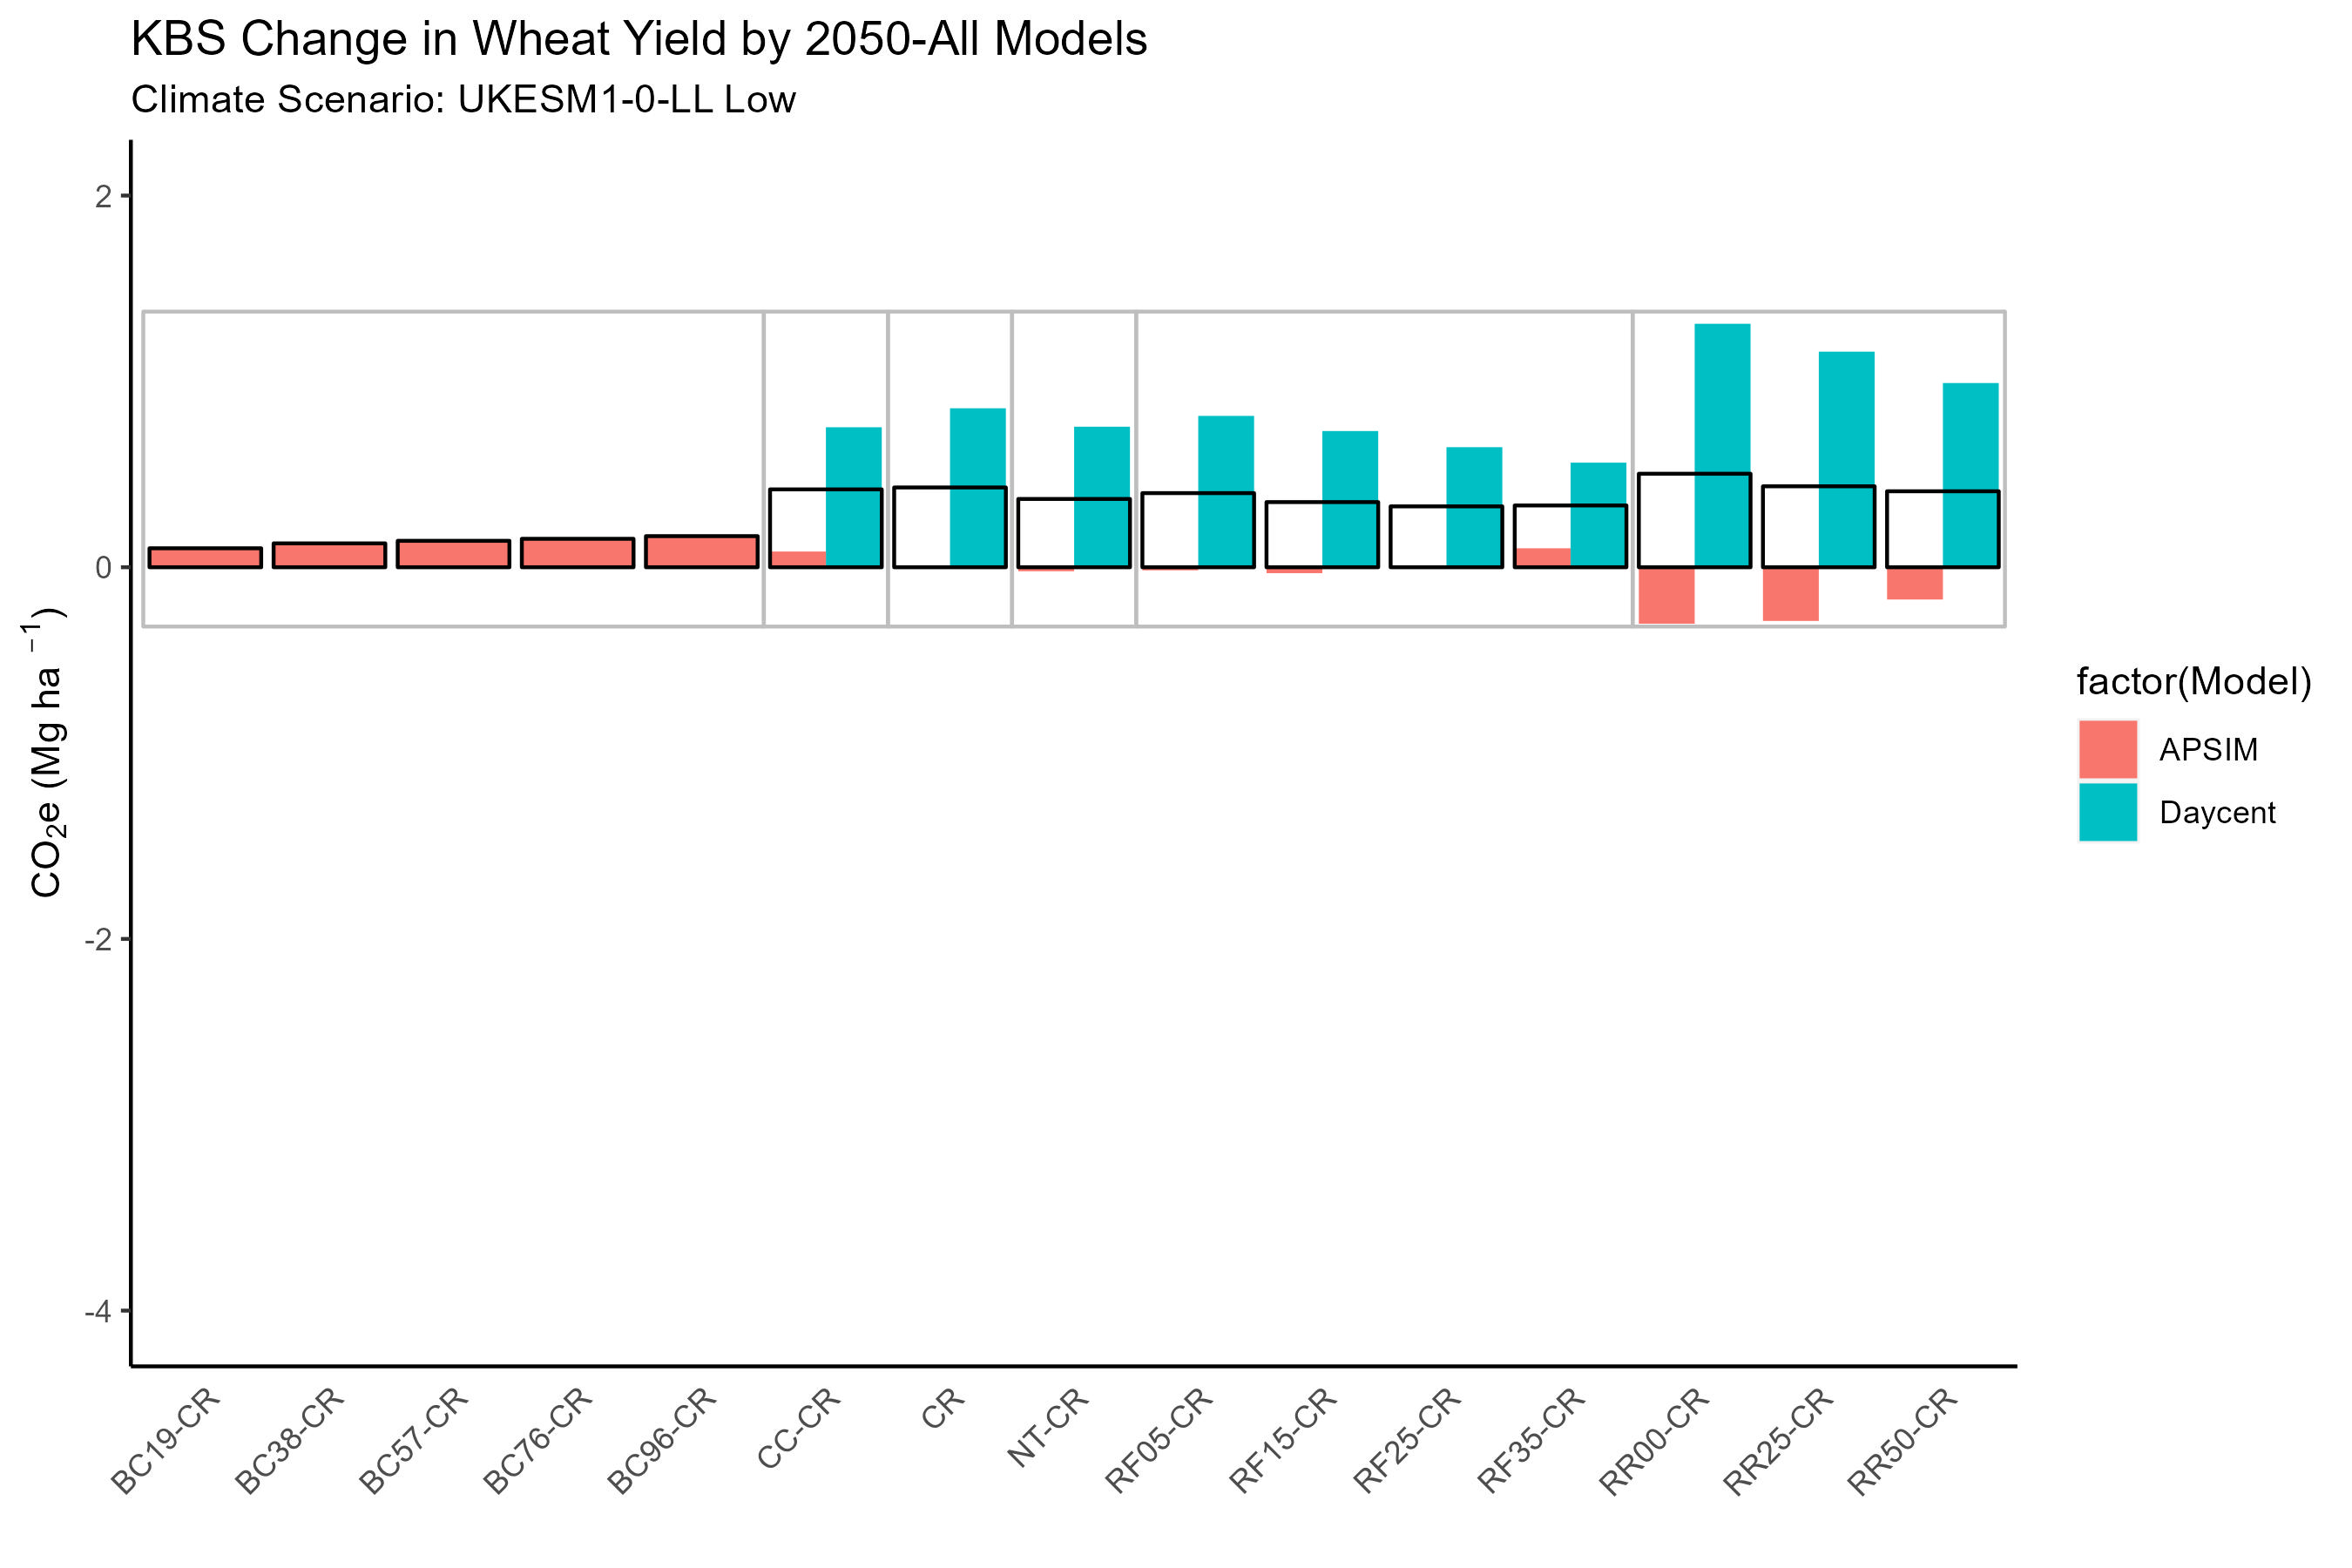 KBS Change in Wheat Yield by 2050-All Models
Climate Scenario: UKESM1-0-LL Low
CO₂e (Mg ha ⁻¹)
2
0
-2
-4
BC19-CR
BC38-CR
BC57-CR
BC76-CR
BC96-CR
CC-CR
CR
NT-CR
RF05-CR
RF15-CR
RF25-CR
RF35-CR
RR00-CR
RR25-CR
RR50-CR
factor(Model)
APSIM
Daycent